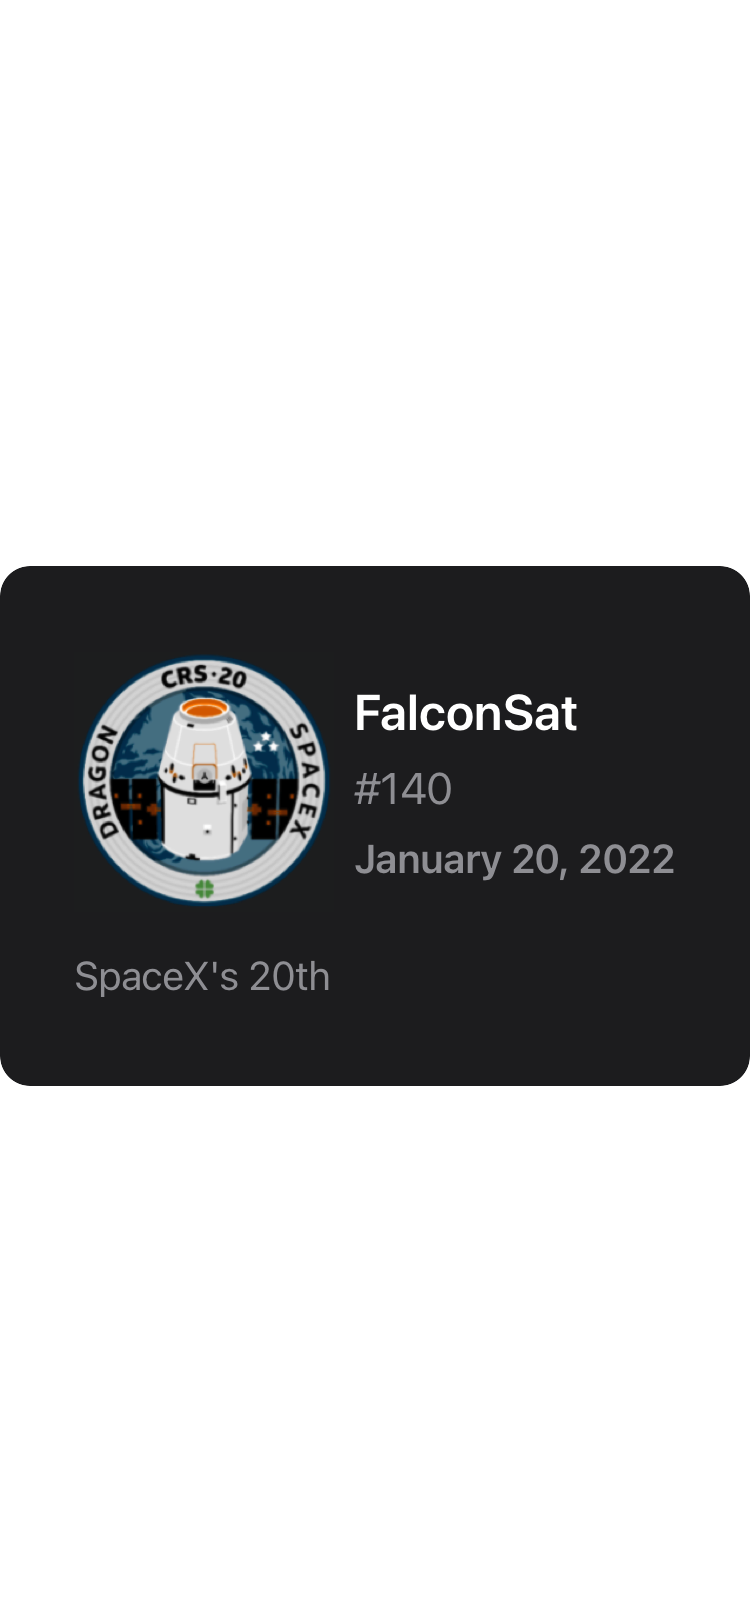 CRS·20
DRAGON
SPACEX
FalconSat
#140
January 20, 2022
SpaceX's 20th